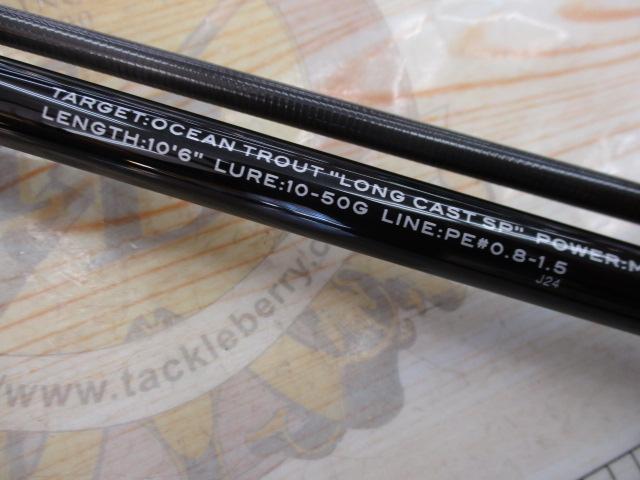 TARGET:OCEAN TROUT "LONG CAST SP" POWER:M
LENGTH:10'6" LURE:10-50G LINE:PE#0.8-1.5
J24
//www.tackleberry.c